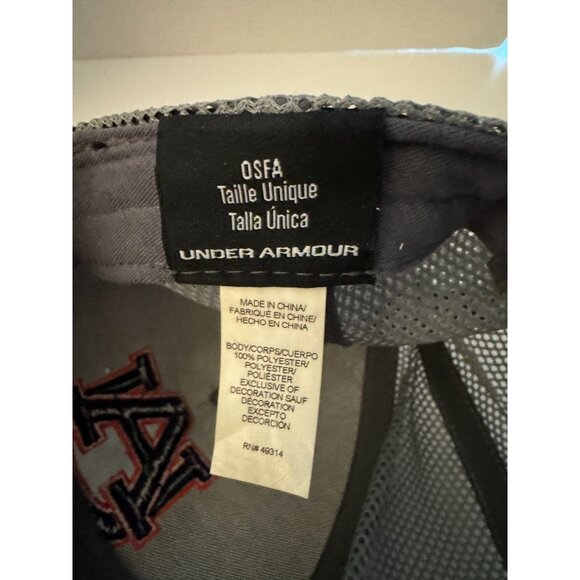 OSFA
Taille Unique
Talla Única
UNDER ARMOUR
MADE IN CHINA/
FABRIQUÉ EN CHINE/
HECHO EN CHINA
BODY/CORPS/CUERPO
100% POLYESTER/
POLYESTER/
POLIÉSTER
EXCLUSIVE OF
DECORATION SAUF
DÉCORATION
EXCEPTO
DECORCIÓN
RN# 49314